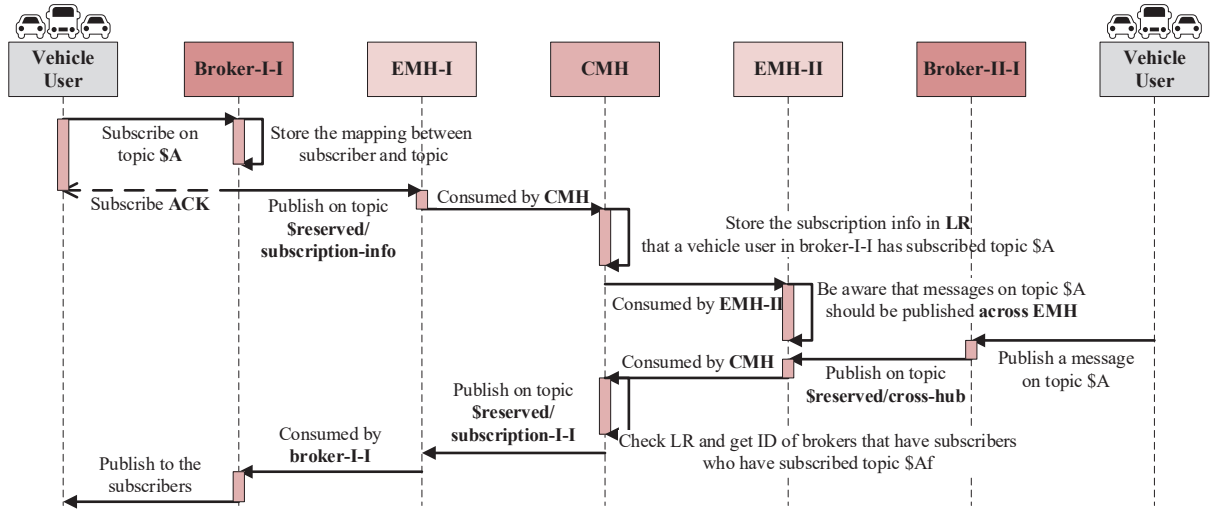 Vehicle
User
Broker-I-I
EMH-I
CMH
EMH-II
Broker-II-I
Vehicle
User
Subscribe on
topic $A
Store the mapping between
subscriber and topic
Subscribe ACK
Publish on topic
$reserved/
subscription-info
Consumed by CMH
Store the subscription info in LR
that a vehicle user in broker-I-I has subscribed topic $A
Consumed by EMH-II
Be aware that messages on topic $A
should be published across EMH
Publish a message
on topic $A
Publish on topic
$reserved/cross-hub
Consumed by CMH
Publish on topic
$reserved/
subscription-I-I
Check LR and get ID of brokers that have subscribers
who have subscribed topic $Af
Consumed by
broker-I-I
Publish to the
subscribers